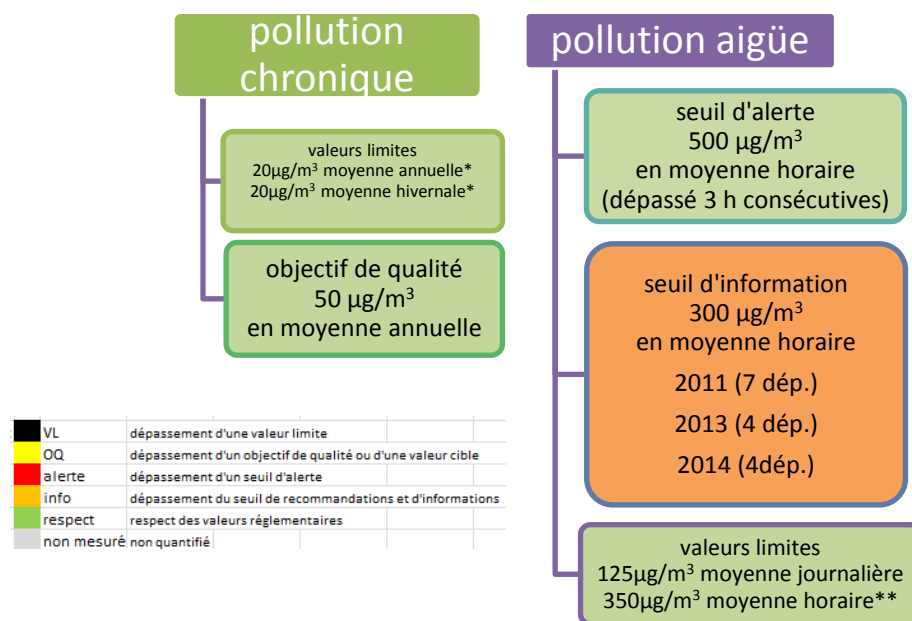 pollution
chronique
valeurs limites
20µg/m³ moyenne annuelle*
20µg/m³ moyenne hivernale*
objectif de qualité
50 µg/m³
en moyenne annuelle
pollution aigüe
seuil d'alerte
500 µg/m³
en moyenne horaire
(dépassé 3 h consécutives)
seuil d'information
300 µg/m³
en moyenne horaire
2011 (7 dép.)
2013 (4 dép.)
2014 (4dép.)
valeurs limites
125µg/m³ moyenne journalière
350µg/m³ moyenne horaire**
VL dépassement d'une valeur limite
OQ dépassement d'un objectif de qualité ou d'une valeur cible
alerte dépassement d'un seuil d'alerte
info dépassement du seuil de recommandations et d'informations
respect respect des valeurs réglementaires
non mesuré non quantifié